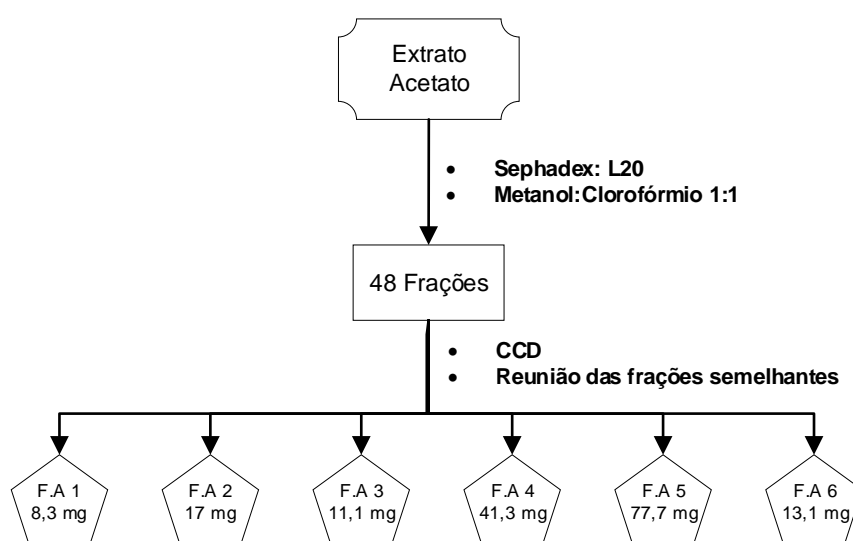 Extrato
Acetato
• Sephadex: L20
• Metanol:Clorofórmio 1:1
48 Frações
• CCD
• Reunião das frações semelhantes
F.A 1
8,3 mg
F.A 2
17 mg
F.A 3
11,1 mg
F.A 4
41,3 mg
F.A 5
77,7 mg
F.A 6
13,1 mg